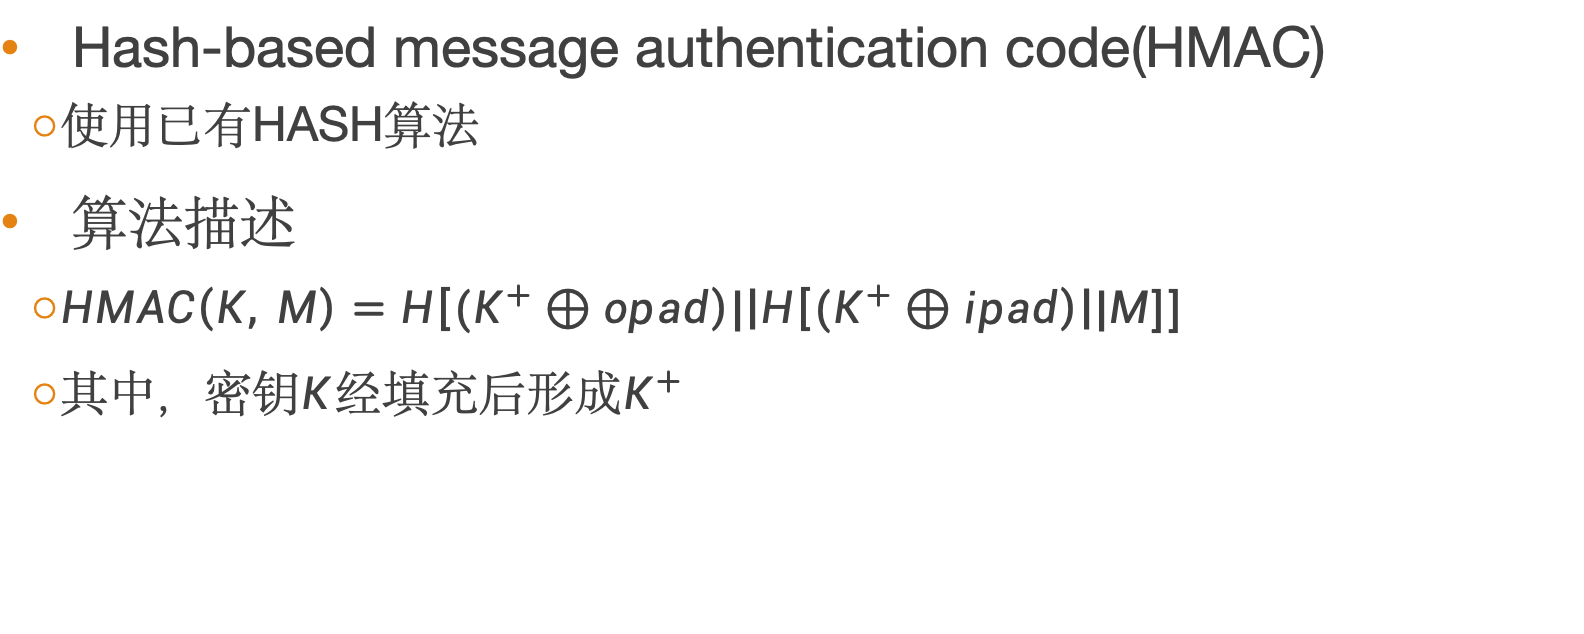 • Hash-based message authentication code(HMAC)
○使用已有HASH算法
• 算法描述
○HMAC(K, M) = H[(K⁺ ⊕ opad)||H[(K⁺ ⊕ ipad)||M]]
○其中，密钥K经填充后形成K⁺